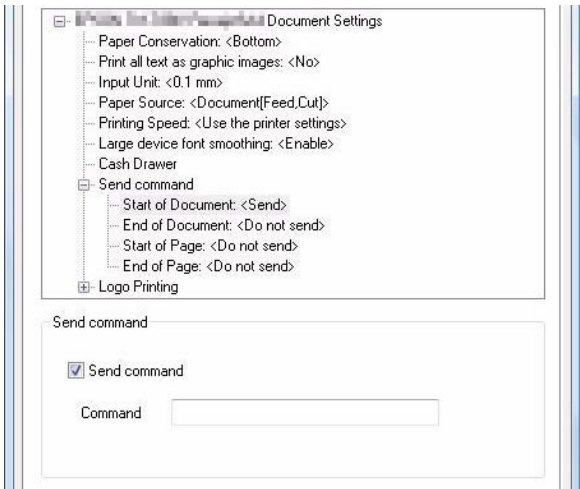 Document Settings
Paper Conservation: <Bottom>
Print all text as graphic images: <No>
Input Unit: <0.1 mm>
Paper Source: <Document[Feed,Cut]>
Printing Speed: <Use the printer settings>
Large device font smoothing: <Enable>
Cash Drawer
Send command
Start of Document: <Send>
End of Document: <Do not send>
Start of Page: <Do not send>
End of Page: <Do not send>
Logo Printing
Send command
Send command
Command